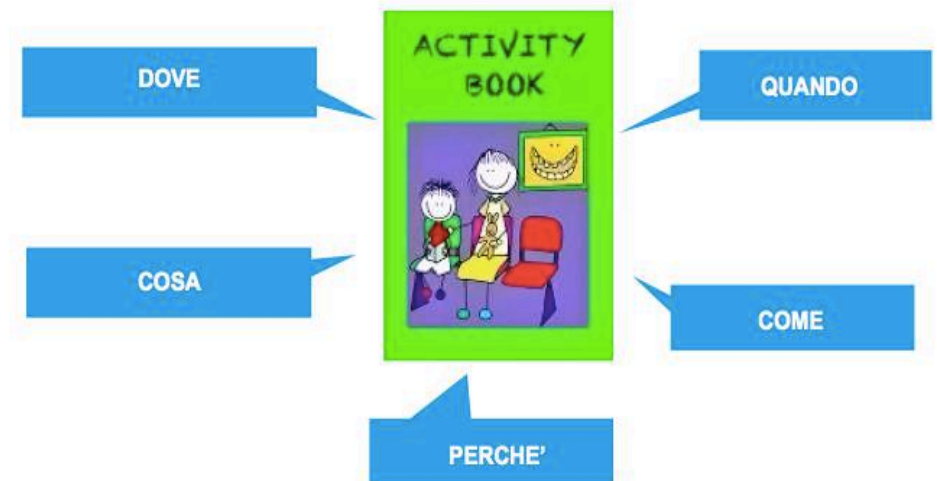 ACTIVITY
BOOK
DOVE
QUANDO
COSA
COME
PERCHE'